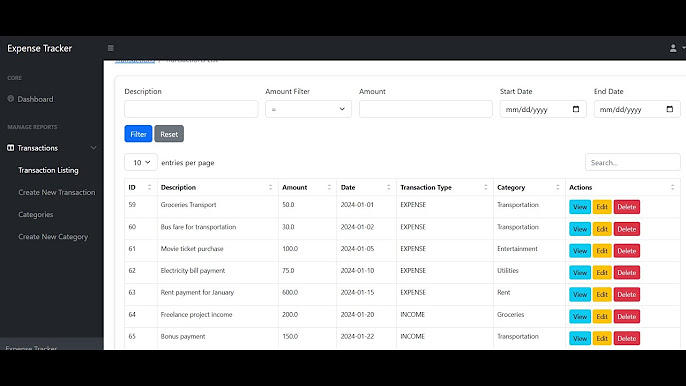 Expense Tracker
Transactions / Transactions List
CORE
Dashboard
MANAGE REPORTS
Transactions
Transaction Listing
Create New Transaction
Categories
Create New Category
Expense Tracker
Description Amount Filter Amount Start Date End Date
= mm/dd/yyyy mm/dd/yyyy
Filter Reset
10 entries per page Search...
ID Description Amount Date Transaction Type Category Actions
59 Groceries Transport 50.0 2024-01-01 EXPENSE Transportation View Edit Delete
60 Bus fare for transportation 30.0 2024-01-02 EXPENSE Transportation View Edit Delete
61 Movie ticket purchase 100.0 2024-01-05 EXPENSE Entertainment View Edit Delete
62 Electricity bill payment 75.0 2024-01-10 EXPENSE Utilities View Edit Delete
63 Rent payment for January 600.0 2024-01-15 EXPENSE Rent View Edit Delete
64 Freelance project income 200.0 2024-01-20 INCOME Groceries View Edit Delete
65 Bonus payment 150.0 2024-01-22 INCOME Transportation View Edit Delete